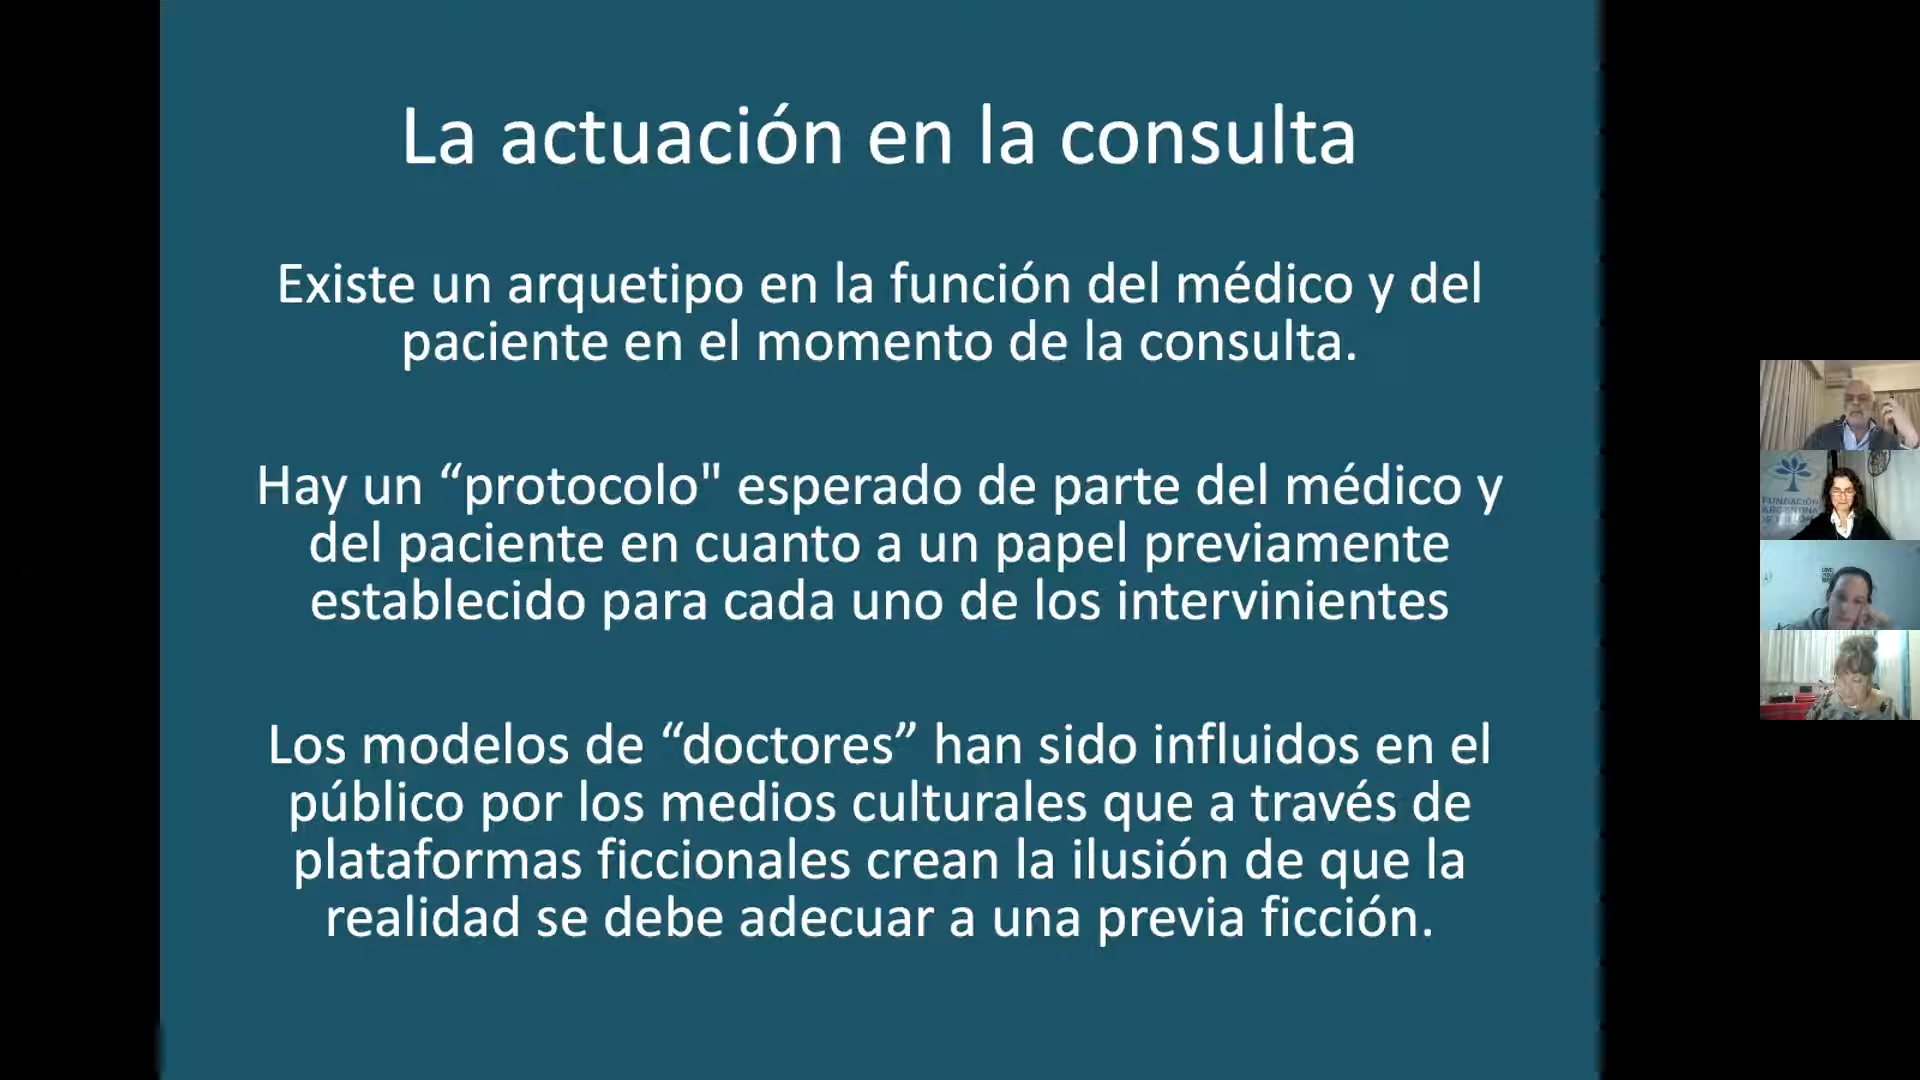 La actuación en la consulta
Existe un arquetipo en la función del médico y del
paciente en el momento de la consulta.
Hay un “protocolo" esperado de parte del médico y
del paciente en cuanto a un papel previamente
establecido para cada uno de los intervinientes
Los modelos de “doctores” han sido influidos en el
público por los medios culturales que a través de
plataformas ficcionales crean la ilusión de que la
realidad se debe adecuar a una previa ficción.
FUNDACIÓN
ARGENTINA